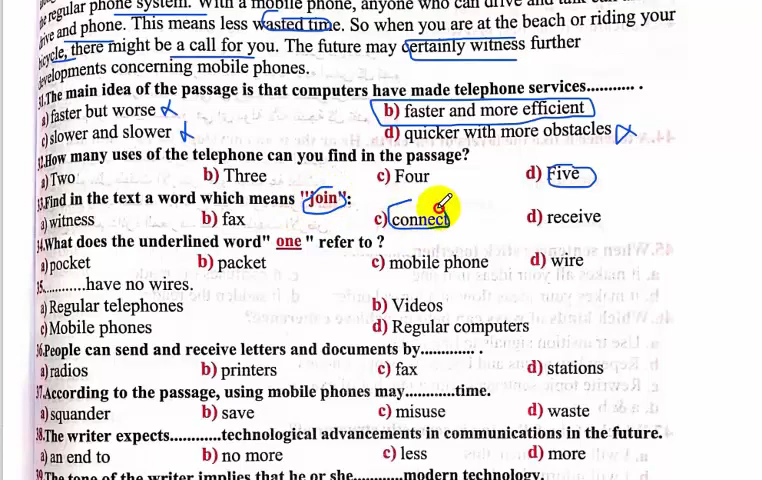 regular phone system. With a mobile phone, anyone who can drive and talk can
drive and phone. This means less wasted time. So when you are at the beach or riding your
bicycle, there might be a call for you. The future may certainly witness further
developments concerning mobile phones.
31.The main idea of the passage is that computers have made telephone services............ .
a) faster but worse b) faster and more efficient
c) slower and slower d) quicker with more obstacles
32.How many uses of the telephone can you find in the passage?
a) Two b) Three c) Four d) Five
33.Find in the text a word which means "join":
a) witness b) fax c) connect d) receive
34.What does the underlined word" one " refer to ?
a) pocket b) packet c) mobile phone d) wire
35............have no wires.
a) Regular telephones b) Videos
c) Mobile phones d) Regular computers
36.People can send and receive letters and documents by............. .
a) radios b) printers c) fax d) stations
37.According to the passage, using mobile phones may............time.
a) squander b) save c) misuse d) waste
38.The writer expects............technological advancements in communications in the future.
a) an end to b) no more c) less d) more
39.The tone of the writer implies that he or she............modern technology.